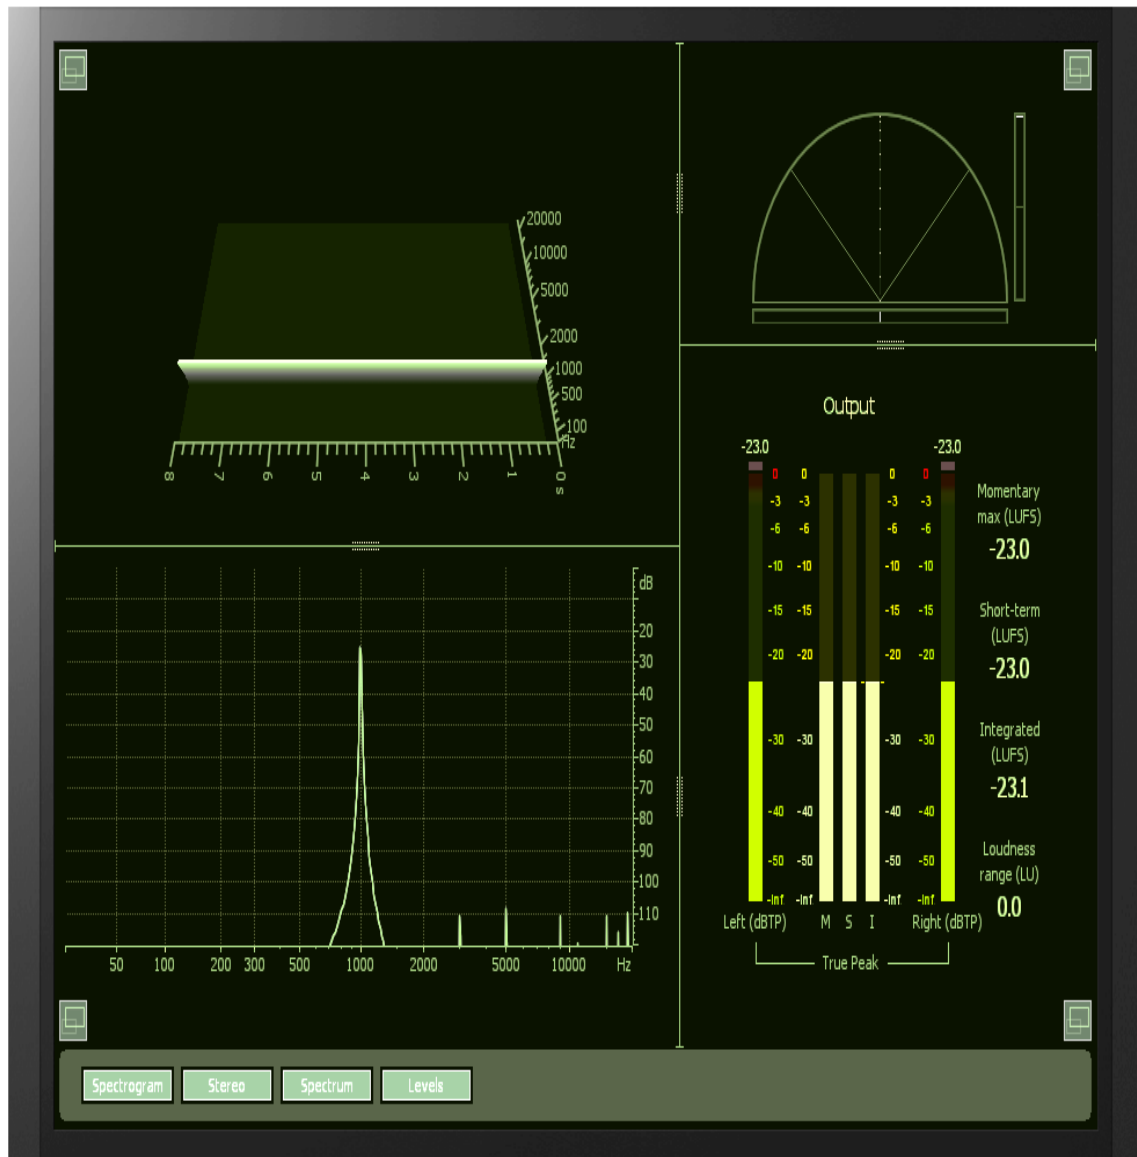 20000
10000
5000
2000
1000
500
100
Hz
8 7 6 5 4 3 2 1 0 s
Output
-23.0 -23.0
0 0 0 0
-3 -3 -3 -3
-6 -6 -6 -6
-10 -10 -10 -10
-15 -15 -15 -15
-20 -20 -20 -20
-30 -30 -30 -30
-40 -40 -40 -40
-50 -50 -50 -50
-Inf -Inf -Inf -Inf
Left (dBTP) M S I Right (dBTP)
True Peak
Momentary
max (LUFS)
-23.0
Short-term
(LUFS)
-23.0
Integrated
(LUFS)
-23.1
Loudness
range (LU)
0.0
dB
-20
-30
-40
-50
-60
-70
-80
-90
-100
-110
50 100 200 300 500 1000 2000 5000 10000 Hz
Spectrogram Stereo Spectrum Levels